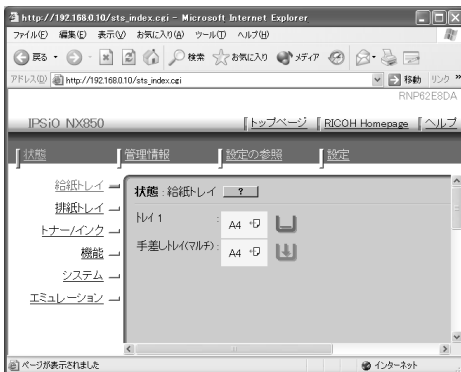 http://192.168.0.10/sts_index.cgi - Microsoft Internet Explorer
ファイル(F) 編集(E) 表示(V) お気に入り(A) ツール(T) ヘルプ(H)
戻る 検索 お気に入り メディア
アドレス(D) http://192.168.0.10/sts_index.cgi 移動 リンク »
RNP62E8DA
IPSiO NX850 トップページ RICOH Homepage ヘルプ
状態 管理情報 設定の参照 設定
給紙トレイ
排紙トレイ
トナー/インク
機能
システム
エミュレーション
状態 : 給紙トレイ ?
トレイ 1 : A4
手差しトレイ(マルチ) : A4
ページが表示されました インターネット